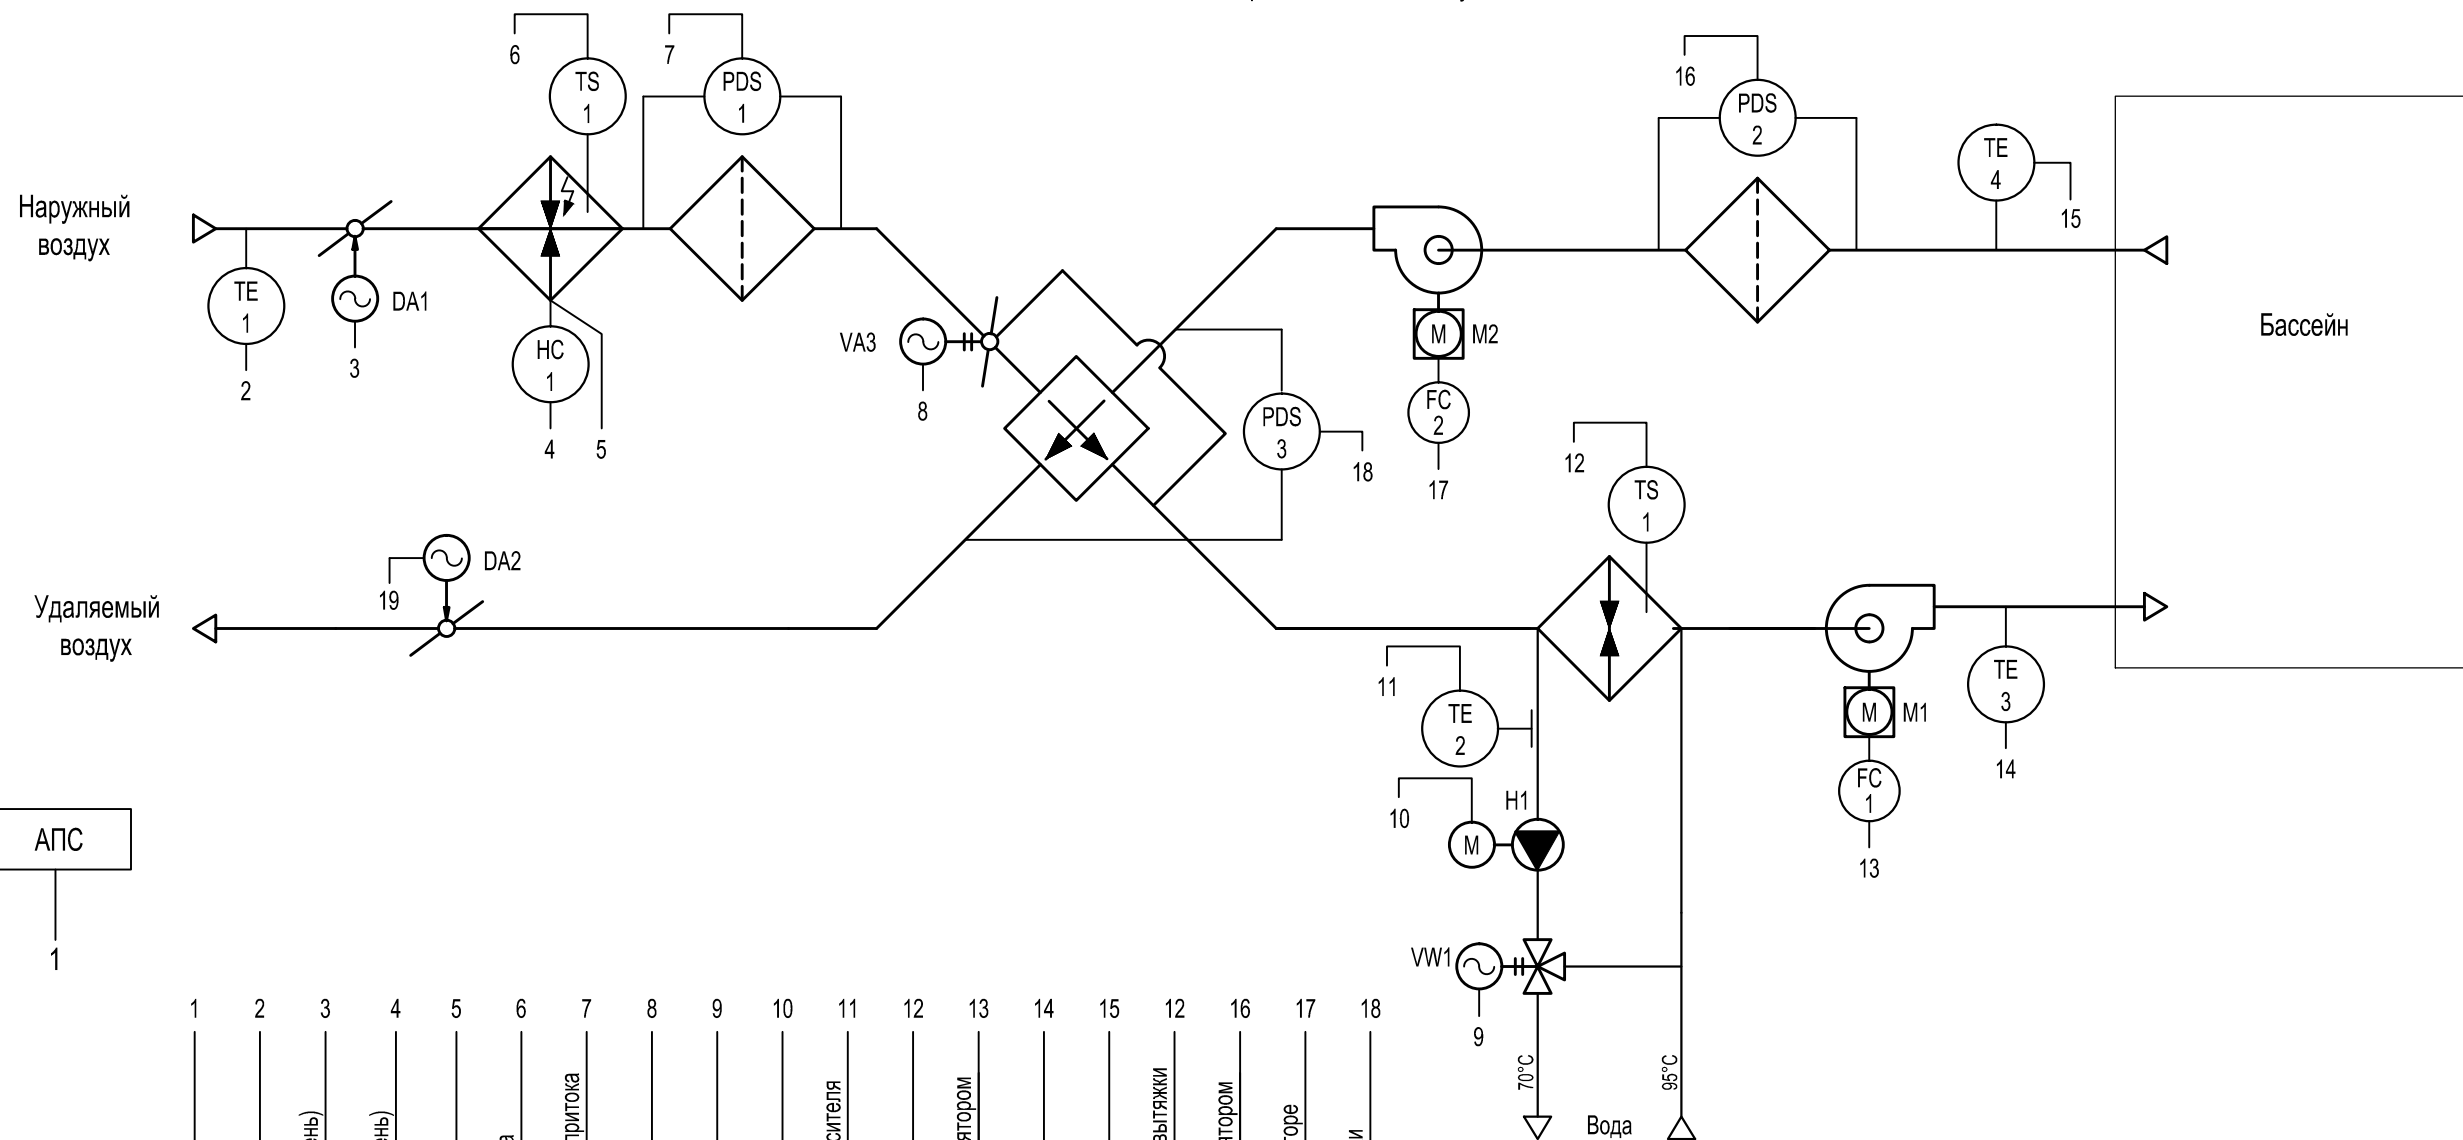 6
7
16
TS
1
PDS
1
PDS
2
TE
4
15
Наружный
воздух
TE
1
2
DA1
3
HC
1
4
5
VA3
8
M
M2
FC
2
17
PDS
3
18
Бассейн
12
TS
1
DA2
19
Удаляемый
воздух
11
TE
2
10
M
H1
M
M1
FC
1
13
TE
3
14
АПС
1
VW1
9
70°C
95°C
Вода
1 2 3 4 5 6 7 8 9 10 11 12 13 14 15 12 16 17 18
притока
вытяжки